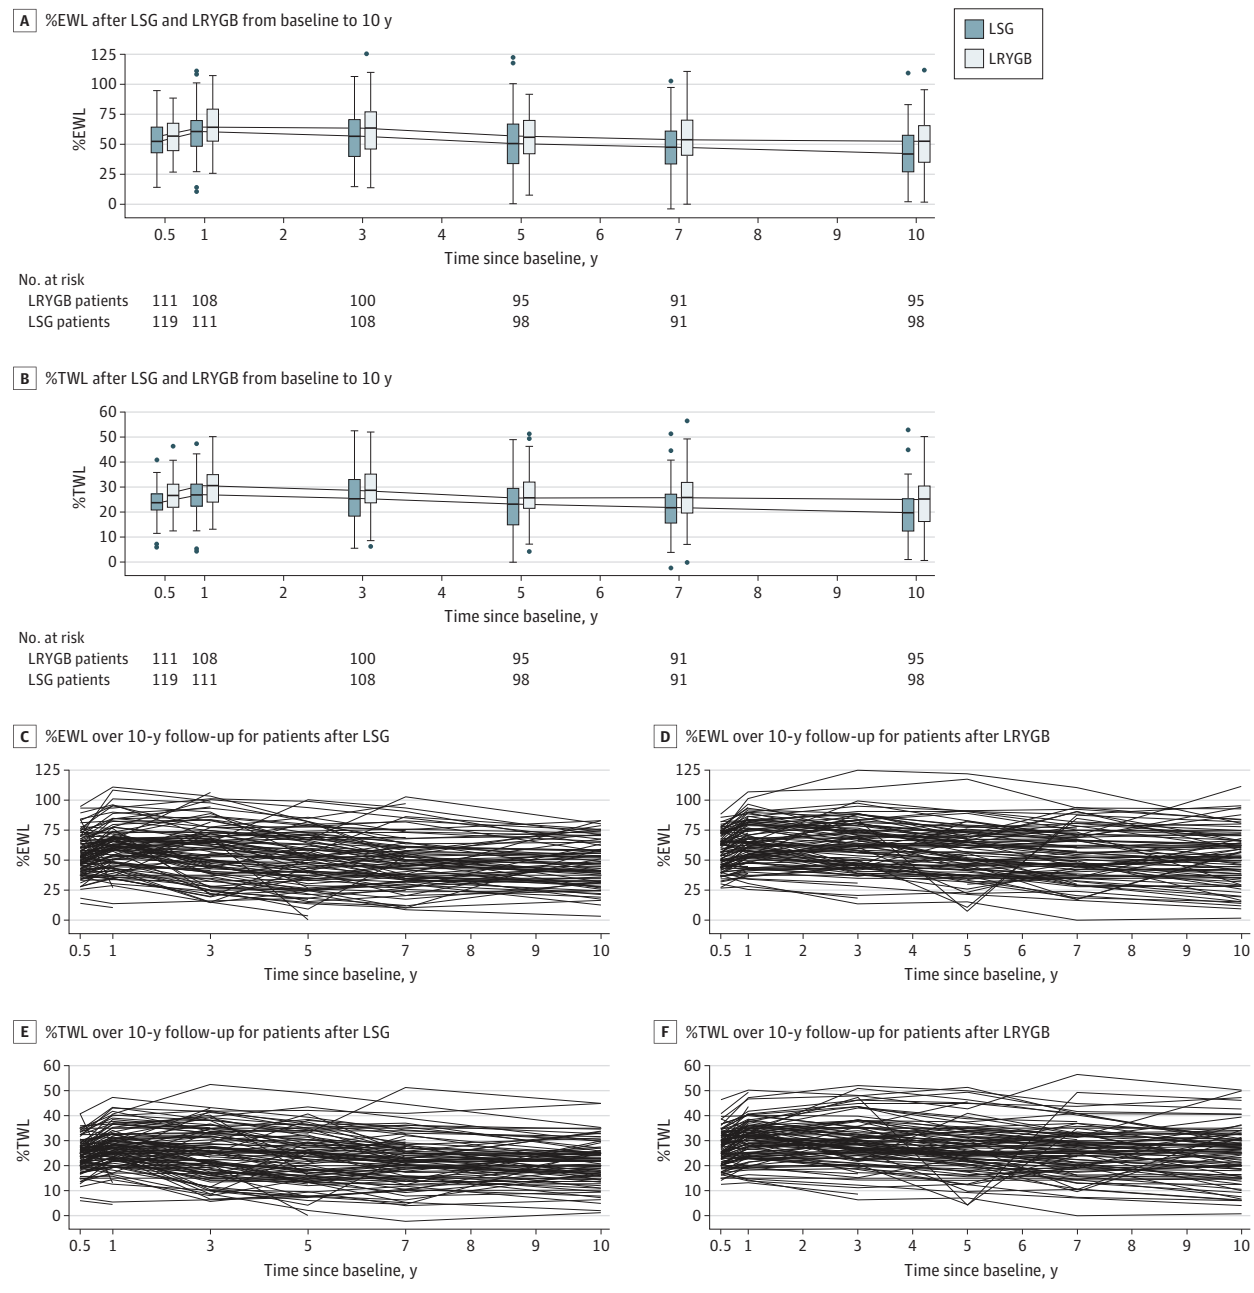 A %EWL after LSG and LRYGB from baseline to 10 y
LSG
LRYGB
%EWL
125
100
75
50
25
0
0.5 1 2 3 4 5 6 7 8 9 10
Time since baseline, y
No. at risk
LRYGB patients 111 108 100 95 91 95
LSG patients 119 111 108 98 91 98
B %TWL after LSG and LRYGB from baseline to 10 y
%TWL
60
50
40
30
20
10
0
0.5 1 2 3 4 5 6 7 8 9 10
Time since baseline, y
No. at risk
LRYGB patients 111 108 100 95 91 95
LSG patients 119 111 108 98 91 98
C %EWL over 10-y follow-up for patients after LSG
%EWL
125
100
75
50
25
0
0.5 1 3 5 7 8 9 10
Time since baseline, y
D %EWL over 10-y follow-up for patients after LRYGB
%EWL
125
100
75
50
25
0
0.5 1 2 3 4 5 6 7 8 9 10
Time since baseline, y
E %TWL over 10-y follow-up for patients after LSG
%TWL
60
50
40
30
20
10
0
0.5 1 3 5 7 8 9 10
Time since baseline, y
F %TWL over 10-y follow-up for patients after LRYGB
%TWL
60
50
40
30
20
10
0
0.5 1 2 3 4 5 6 7 8 9 10
Time since baseline, y